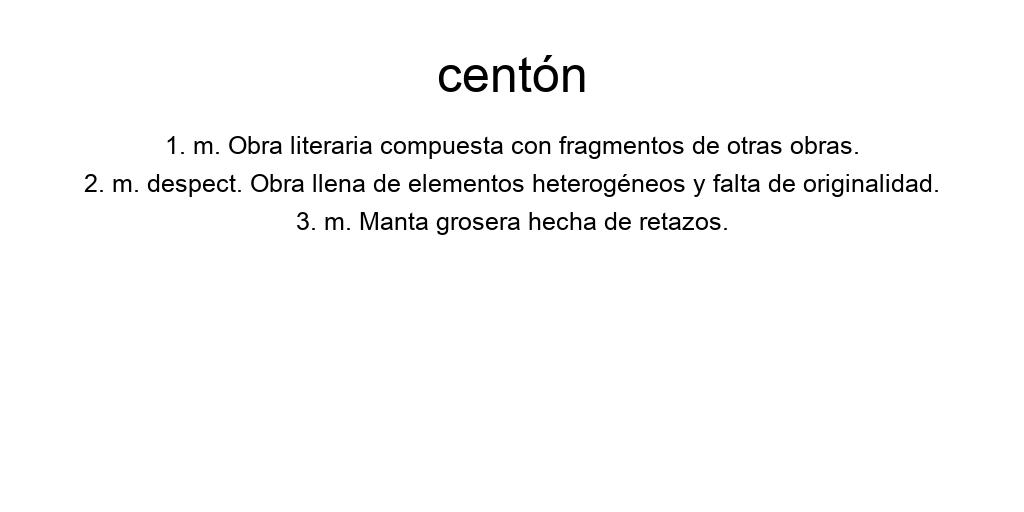 centón
1. m. Obra literaria compuesta con fragmentos de otras obras.
2. m. despect. Obra llena de elementos heterogéneos y falta de originalidad.
3. m. Manta grosera hecha de retazos.